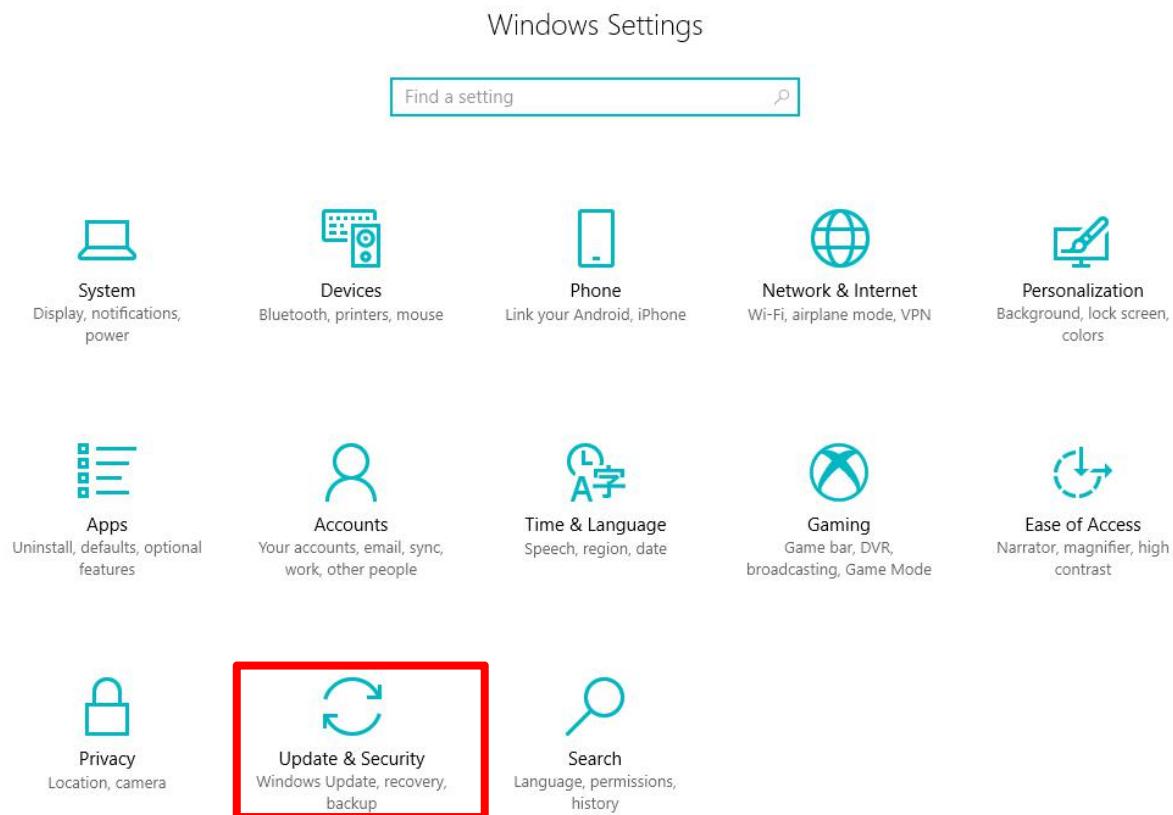 Windows Settings
Find a setting
System
Display, notifications,
power
Devices
Bluetooth, printers, mouse
Phone
Link your Android, iPhone
Network & Internet
Wi-Fi, airplane mode, VPN
Personalization
Background, lock screen,
colors
Apps
Uninstall, defaults, optional
features
Accounts
Your accounts, email, sync,
work, other people
A字
Time & Language
Speech, region, date
Gaming
Game bar, DVR,
broadcasting, Game Mode
Ease of Access
Narrator, magnifier, high
contrast
Privacy
Location, camera
Update & Security
Windows Update, recovery,
backup
Search
Language, permissions,
history